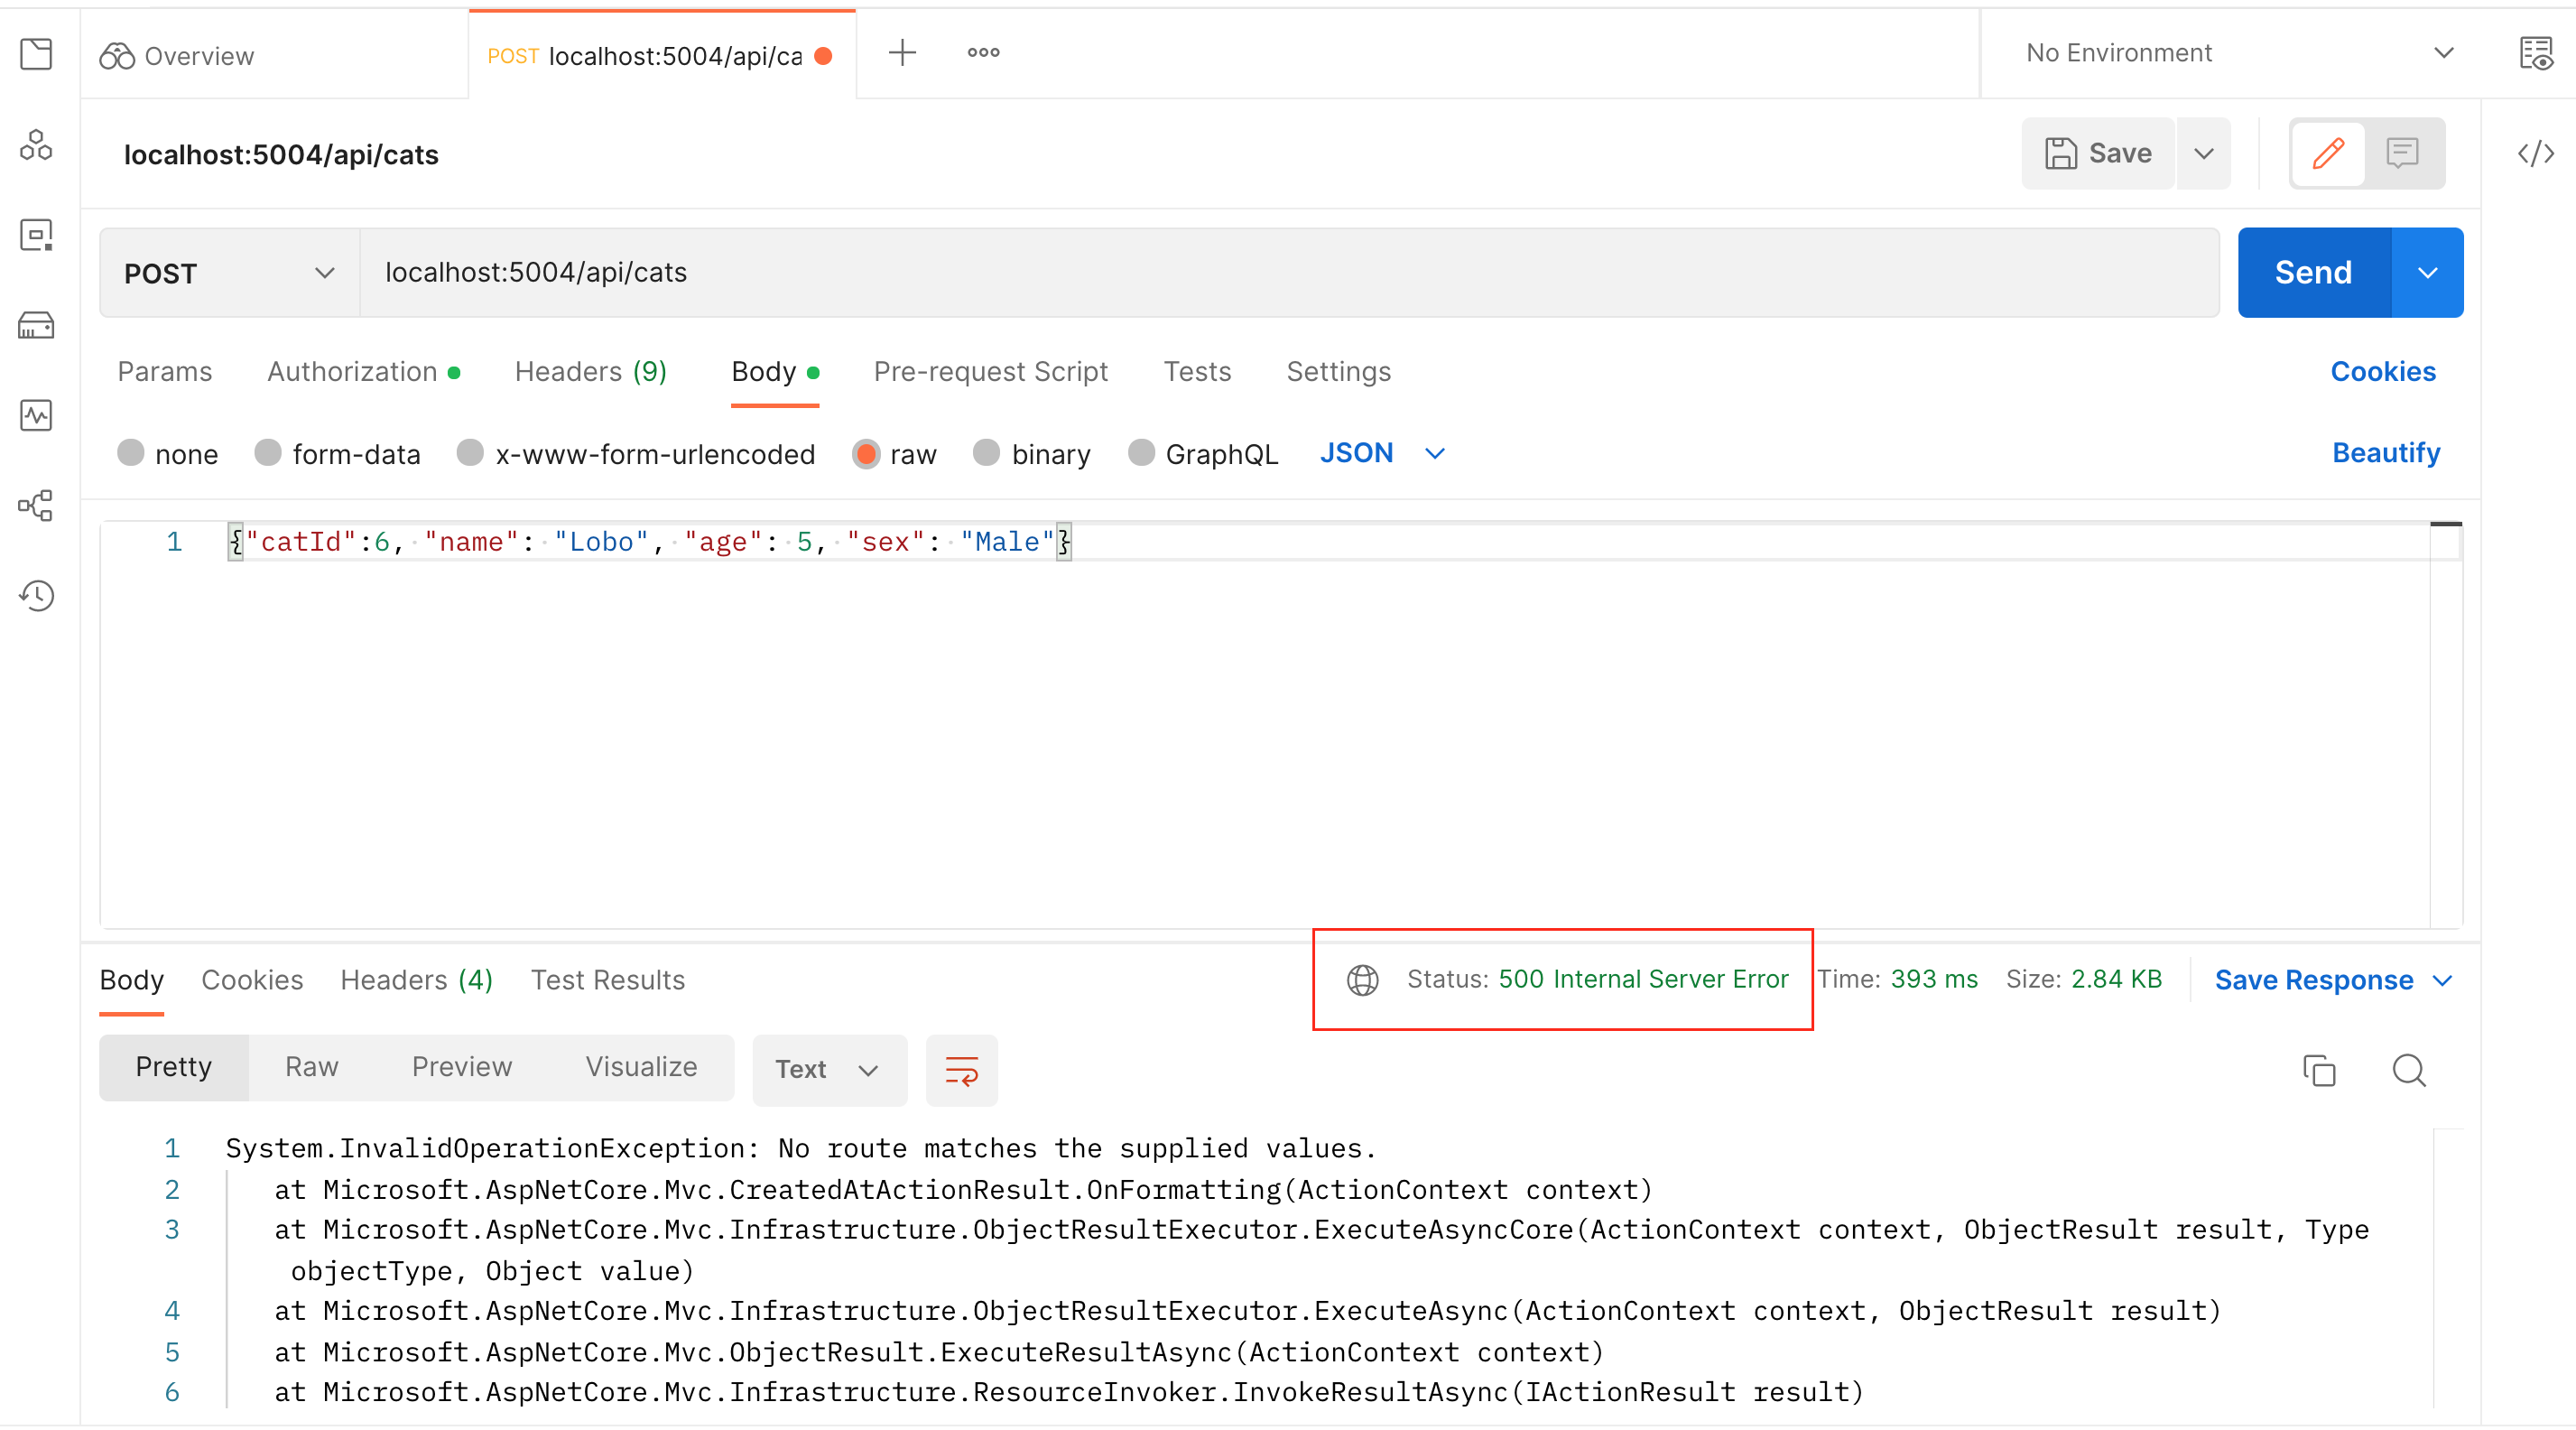 Overview
POST localhost:5004/api/ca
No Environment
localhost:5004/api/cats
Save
POST
localhost:5004/api/cats
Send
Params Authorization Headers (9) Body Pre-request Script Tests Settings Cookies
none form-data x-www-form-urlencoded raw binary GraphQL JSON Beautify
1 {"catId":6, "name": "Lobo", "age": 5, "sex": "Male"}
Body Cookies Headers (4) Test Results Status: 500 Internal Server Error Time: 393 ms Size: 2.84 KB Save Response
Pretty Raw Preview Visualize Text
1 System.InvalidOperationException: No route matches the supplied values.
2 at Microsoft.AspNetCore.Mvc.CreatedAtActionResult.OnFormatting(ActionContext context)
3 at Microsoft.AspNetCore.Mvc.Infrastructure.ObjectResultExecutor.ExecuteAsyncCore(ActionContext context, ObjectResult result, Type
objectType, Object value)
4 at Microsoft.AspNetCore.Mvc.Infrastructure.ObjectResultExecutor.ExecuteAsync(ActionContext context, ObjectResult result)
5 at Microsoft.AspNetCore.Mvc.ObjectResult.ExecuteResultAsync(ActionContext context)
6 at Microsoft.AspNetCore.Mvc.Infrastructure.ResourceInvoker.InvokeResultAsync(IActionResult result)